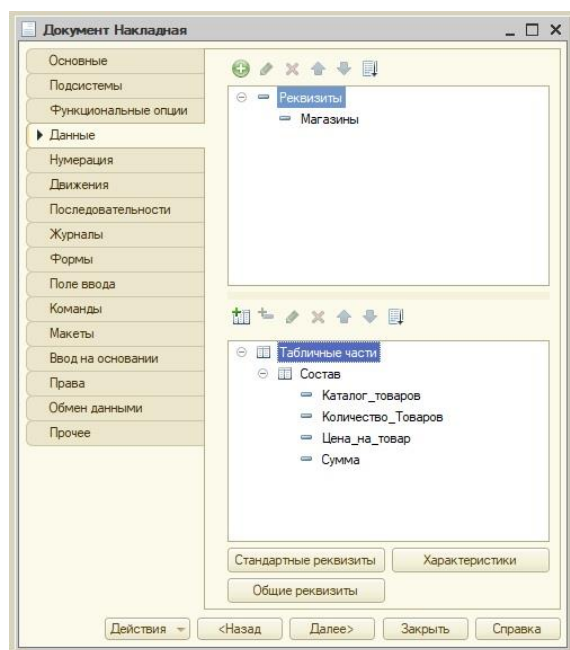 Документ Накладная
Основные
Подсистемы
Функциональные опции
Данные
Нумерация
Движения
Последовательности
Журналы
Формы
Поле ввода
Команды
Макеты
Ввод на основании
Права
Обмен данными
Прочее
Реквизиты
Магазины
Табличные части
Состав
Каталог_товаров
Количество_Товаров
Цена_на_товар
Сумма
Стандартные реквизиты Характеристики
Общие реквизиты
Действия <Назад Далее> Закрыть Справка